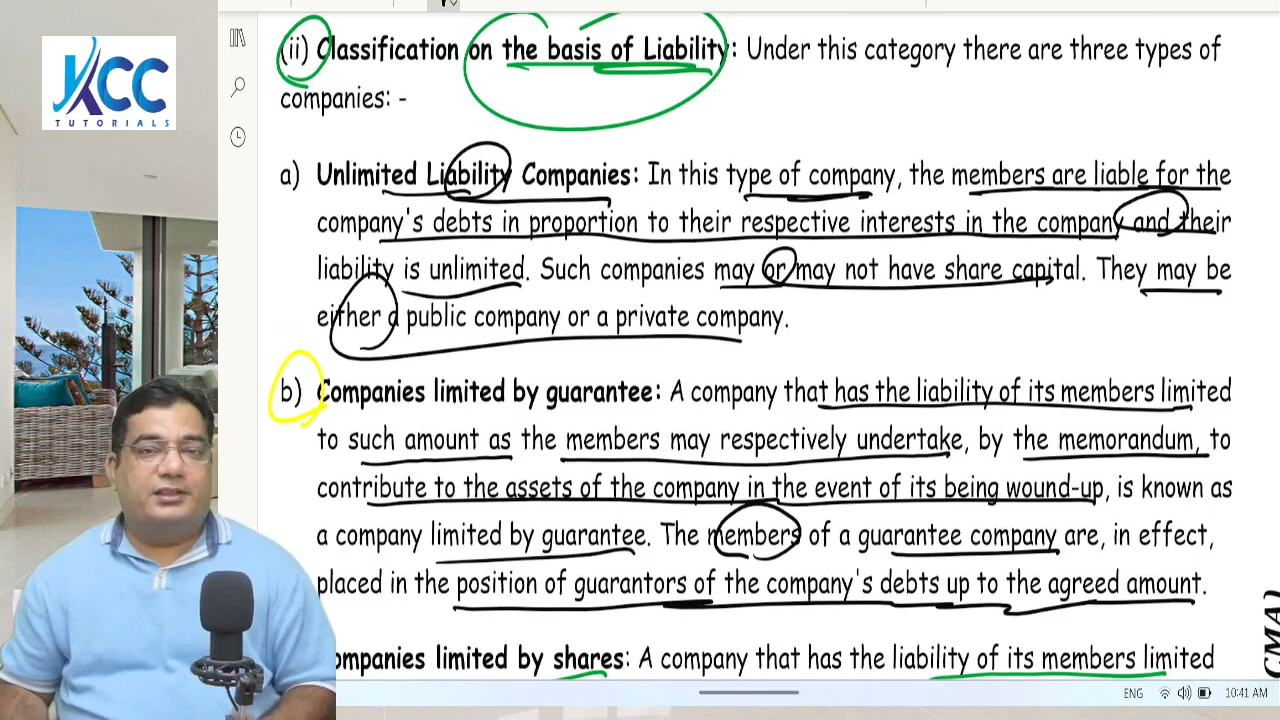 KCC
TUTORIALS
(ii) Classification on the basis of Liability: Under this category there are three types of
companies: -
a) Unlimited Liability Companies: In this type of company, the members are liable for the
company's debts in proportion to their respective interests in the company and their
liability is unlimited. Such companies may or may not have share capital. They may be
either a public company or a private company.
b) Companies limited by guarantee: A company that has the liability of its members limited
to such amount as the members may respectively undertake, by the memorandum, to
contribute to the assets of the company in the event of its being wound-up, is known as
a company limited by guarantee. The members of a guarantee company are, in effect,
placed in the position of guarantors of the company's debts up to the agreed amount.
ompanies limited by shares: A company that has the liability of its members limited
CMA)
ENG
10:41 AM